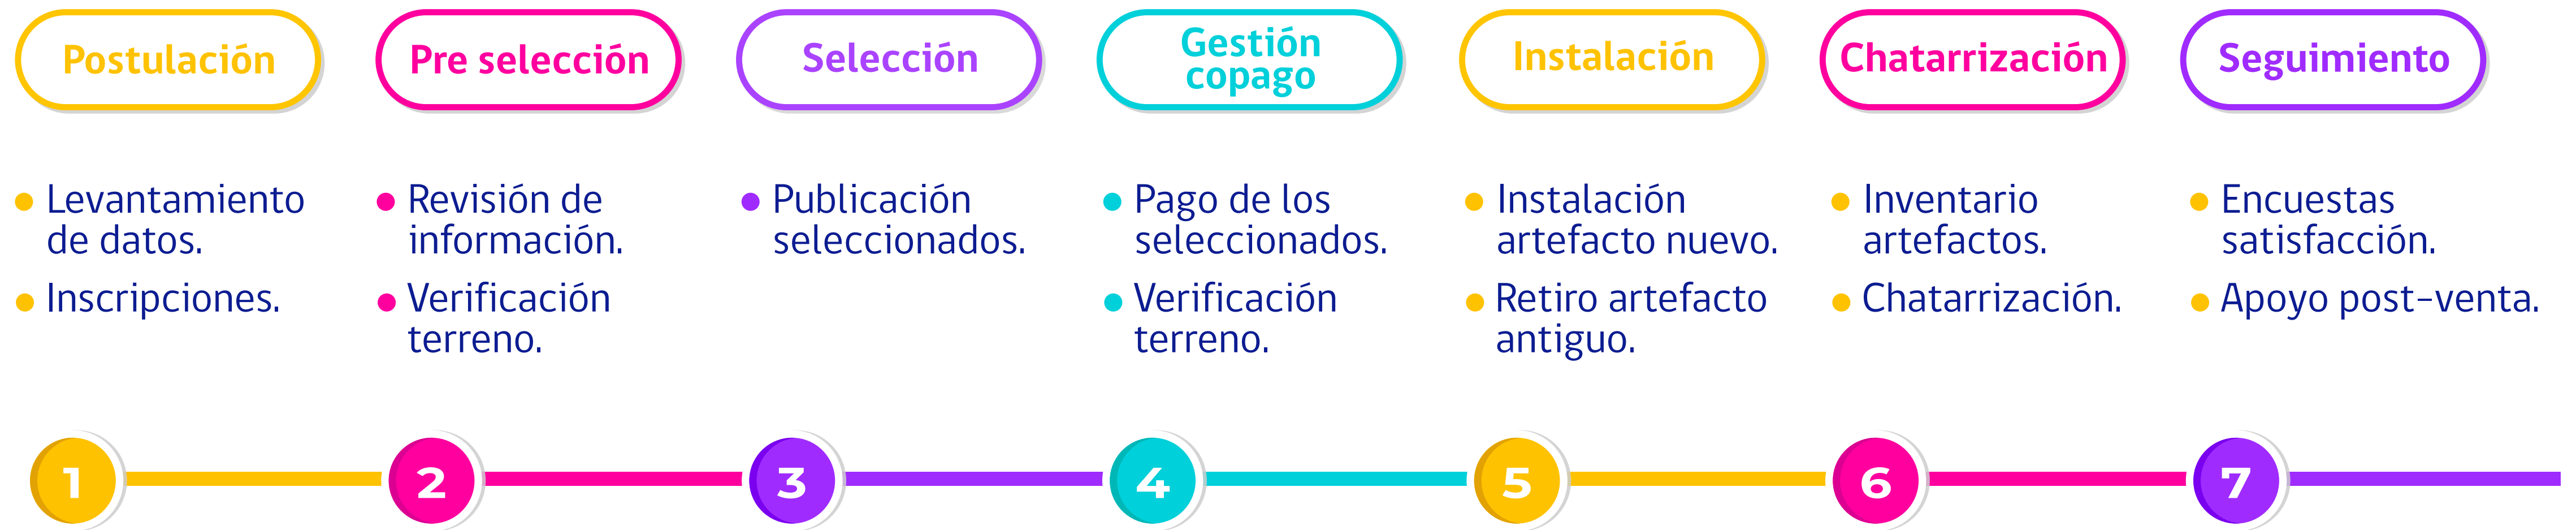 Postulación
Pre selección
Selección
Gestión
copago
Instalación
Chatarrización
Seguimiento
Levantamiento
de datos.
Inscripciones.
Revisión de
información.
Verificación
terreno.
Publicación
seleccionados.
Pago de los
seleccionados.
Verificación
terreno.
Instalación
artefacto nuevo.
Retiro artefacto
antiguo.
Inventario
artefactos.
Chatarrización.
Encuestas
satisfacción.
Apoyo post-venta.
1
2
3
4
5
6
7